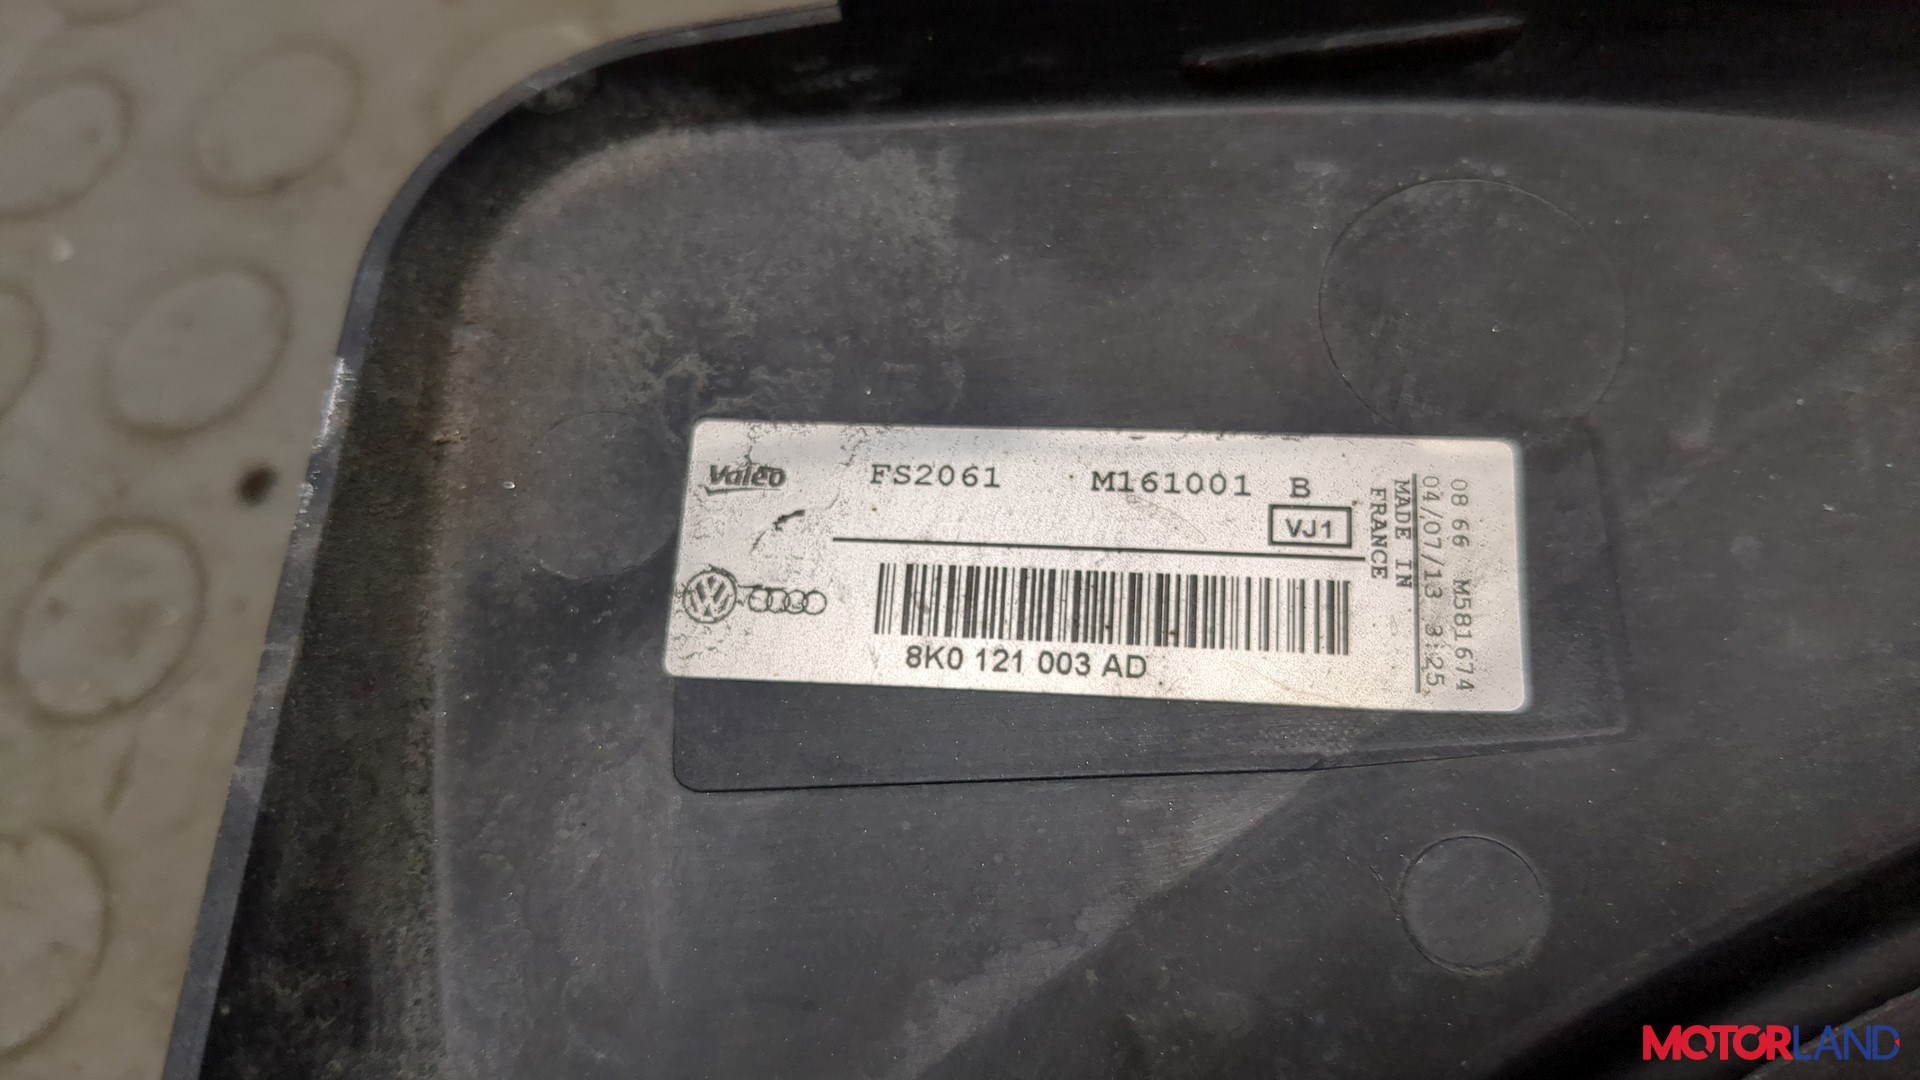 Valeo FS2061 M161001 B
VJ1
8K0 121 003 AD
MADE IN
FRANCE
08 66 M581674
04/07/13 3:25
MOTORLAND